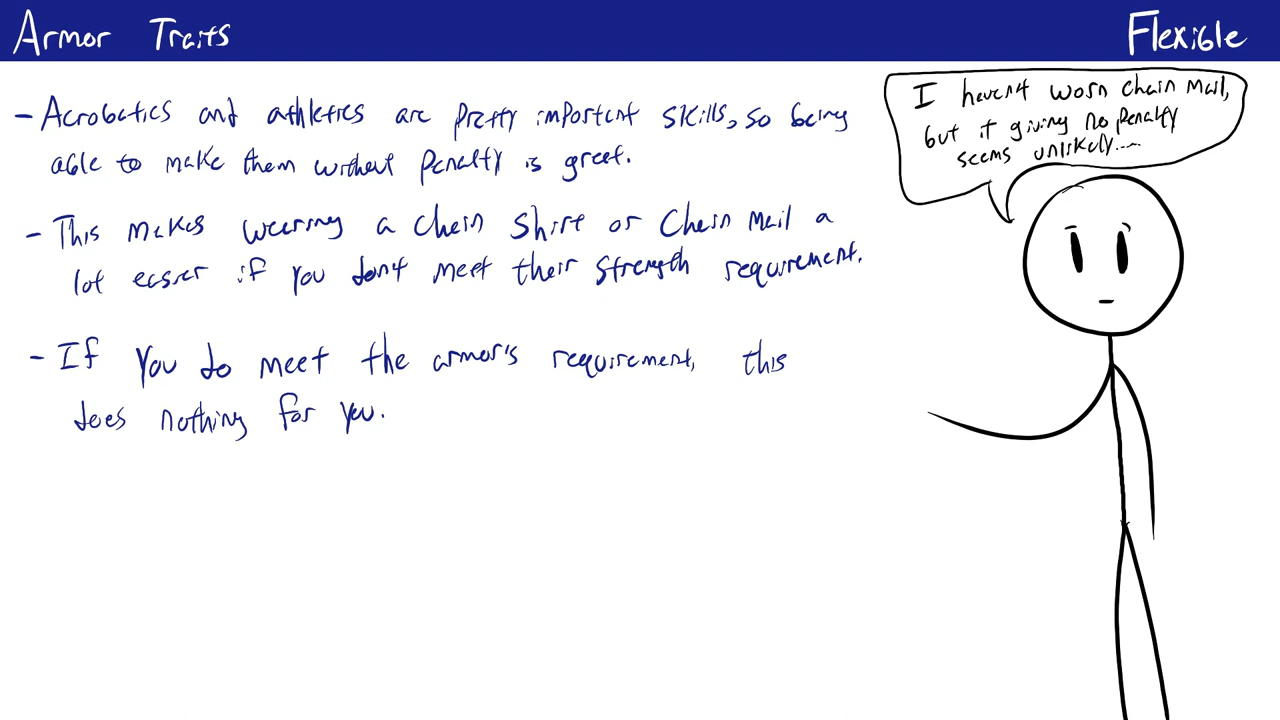 Armor Traits
Flexible
- Acrobatics and athletics are pretty important skills, so being
able to make them without penalty is great.
- This makes wearing a chain shirt or chain mail a
lot easier if you don't meet their strength requirement.
- If you do meet the armor's requirement, this
does nothing for you.
I haven't worn chain mail,
but it giving no penalty
seems unlikely....